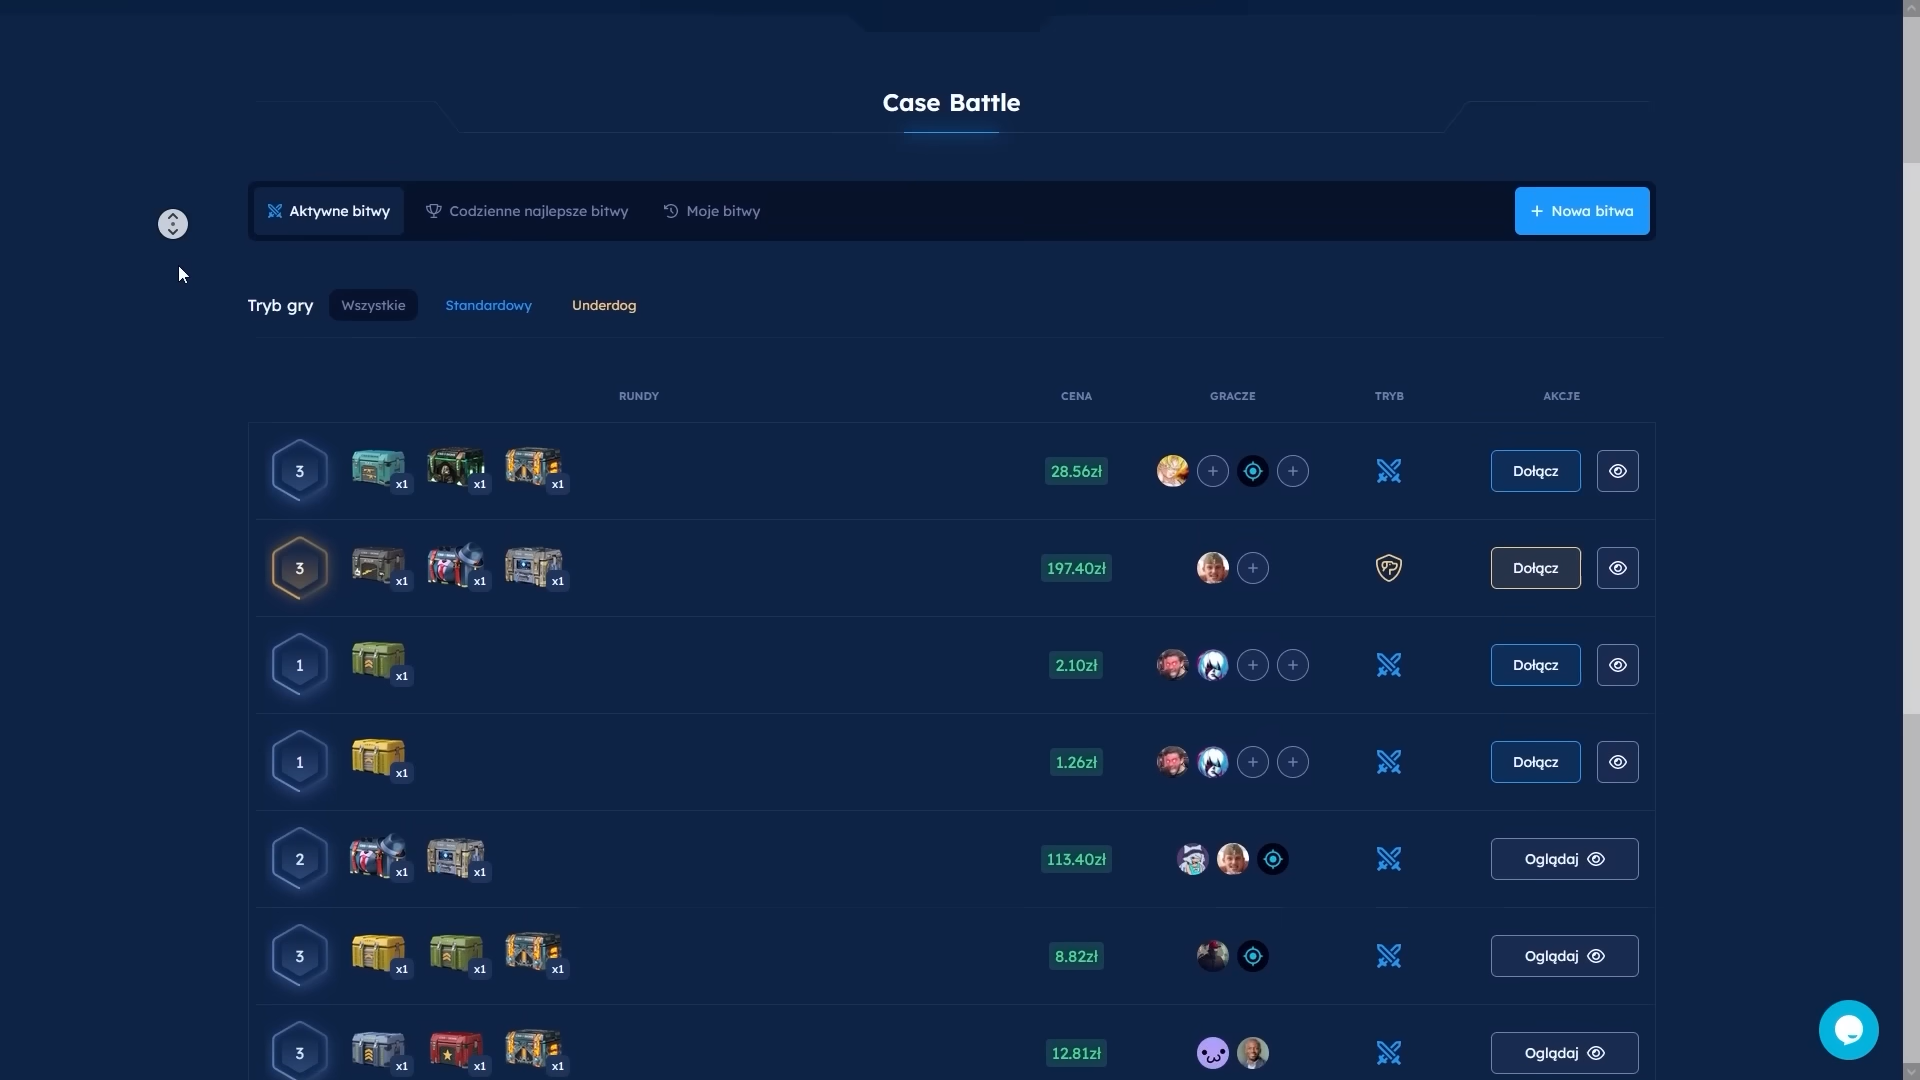 Case Battle
Aktywne bitwy Codzienne najlepsze bitwy Moje bitwy + Nowa bitwa
Tryb gry Wszystkie Standardowy Underdog
RUNDY CENA GRACZE TRYB AKCJE
3 x1 x1 x1 28.56zł + + Dołącz
3 x1 x1 x1 197.40zł + Dołącz
1 x1 2.10zł + + Dołącz
1 x1 1.26zł + + Dołącz
2 x1 x1 113.40zł Oglądaj
3 x1 x1 x1 8.82zł Oglądaj
3 x1 x1 x1 12.81zł Oglądaj